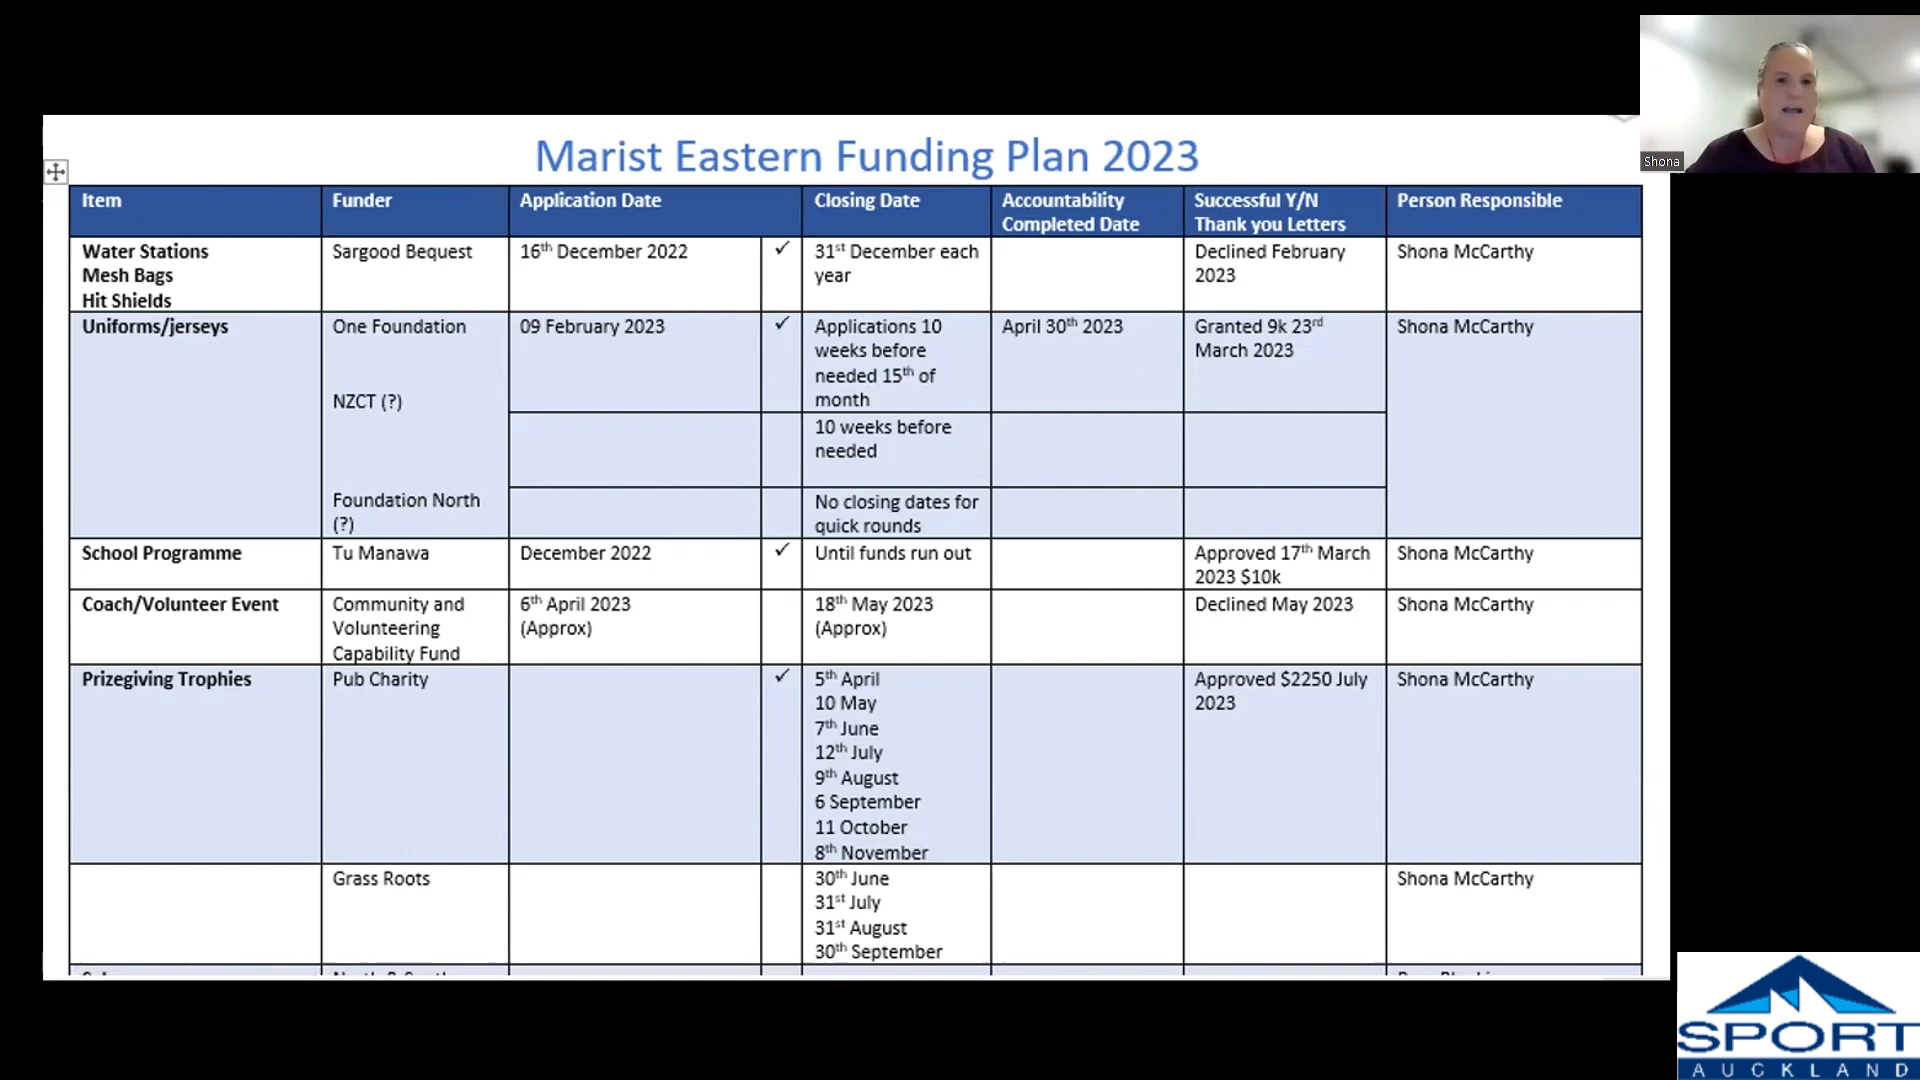 Shona
Marist Eastern Funding Plan 2023
Item
Funder
Application Date
Closing Date
Accountability
Completed Date
Successful Y/N
Thank you Letters
Person Responsible
Water Stations
Mesh Bags
Hit Shields
Sargood Bequest
16th December 2022
✓
31st December each
year
Declined February
2023
Shona McCarthy
Uniforms/jerseys
One Foundation
NZCT (?)
Foundation North
(?)
09 February 2023
✓
Applications 10
weeks before
needed 15th of
month
April 30th 2023
Granted 9k 23rd
March 2023
Shona McCarthy
10 weeks before
needed
No closing dates for
quick rounds
School Programme
Tu Manawa
December 2022
✓
Until funds run out
Approved 17th March
2023 $10k
Shona McCarthy
Coach/Volunteer Event
Community and
Volunteering
Capability Fund
6th April 2023
(Approx)
18th May 2023
(Approx)
Declined May 2023
Shona McCarthy
Prizegiving Trophies
Pub Charity
✓
5th April
10 May
7th June
12th July
9th August
6 September
11 October
8th November
Approved $2250 July
2023
Shona McCarthy
Grass Roots
30th June
31st July
31st August
30th September
Shona McCarthy
SPORT
AUCKLAND